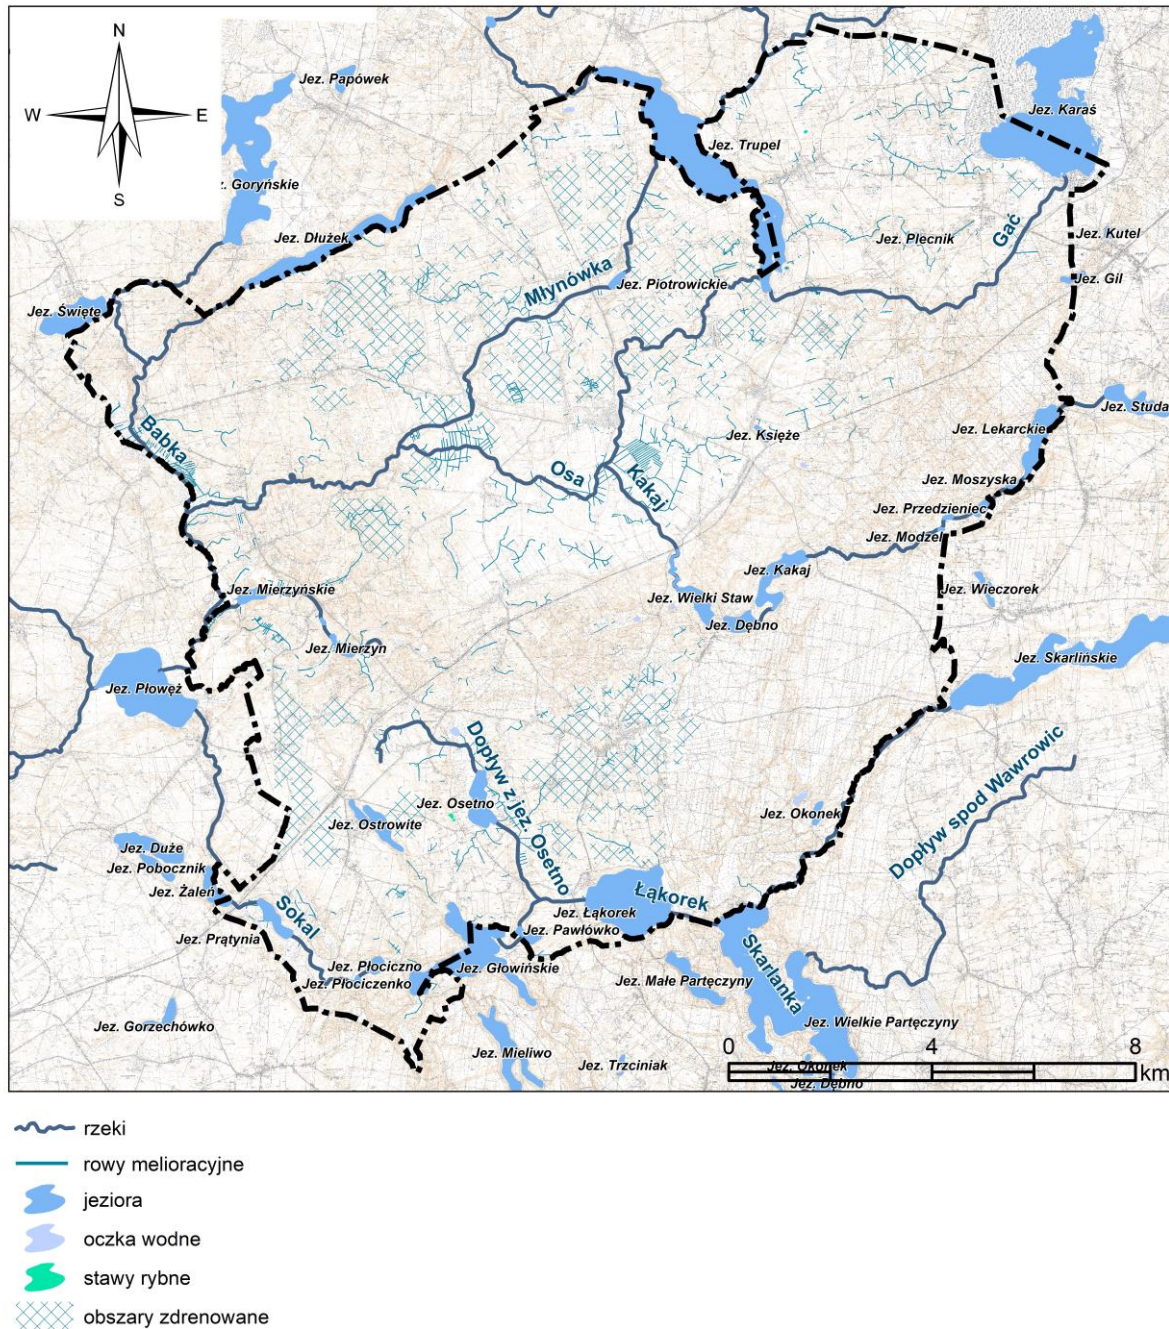 N
W
E
S
Jez. Papówek
Jez. Karaś
Jez. Trupel
Jez. Goryńskie
Jez. Dłużek
Jez. Plecnik
Gać
Jez. Kutel
Jez. Gil
Młynówka
Jez. Piotrowickie
Jez. Święte
Jez. Studa
Jez. Lekarckie
Jez. Księże
Babka
Osa
Kakaj
Jez. Moszyska
Jez. Przedzieniec
Jez. Modzel
Jez. Kakaj
Jez. Mierzyńskie
Jez. Wielki Staw
Jez. Wieczorek
Jez. Dębno
Jez. Mierzyn
Jez. Skarlińskie
Jez. Płowęż
Dopływ z jez. Osetno
Dopływ spod Wawrowic
Jez. Osetno
Jez. Okonek
Jez. Ostrowite
Jez. Duże
Jez. Pobocznik
Jez. Żaleń
Sokal
Łąkorek
Jez. Łąkorek
Jez. Pawłówko
Jez. Prątynia
Jez. Płociczno
Jez. Głowińskie
Jez. Płociczenko
Jez. Małe Partęczyny
Skarlanka
Jez. Gorzechówko
Jez. Wielkie Partęczyny
Jez. Mieliwo
Jez. Trzciniak
0 4 8
Jez. Okonek
km
Jez. Dębno
rzeki
rowy melioracyjne
jeziora
oczka wodne
stawy rybne
obszary zdrenowane